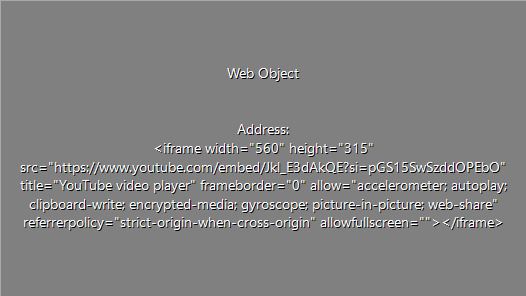 Web Object
Address:
<iframe width="560" height="315"
src="https://www.youtube.com/embed/JkI_E3dAkQE?si=pGS15SwSzddOPEbO"
title="YouTube video player" frameborder="0" allow="accelerometer; autoplay;
clipboard-write; encrypted-media; gyroscope; picture-in-picture; web-share"
referrerpolicy="strict-origin-when-cross-origin" allowfullscreen=""></iframe>